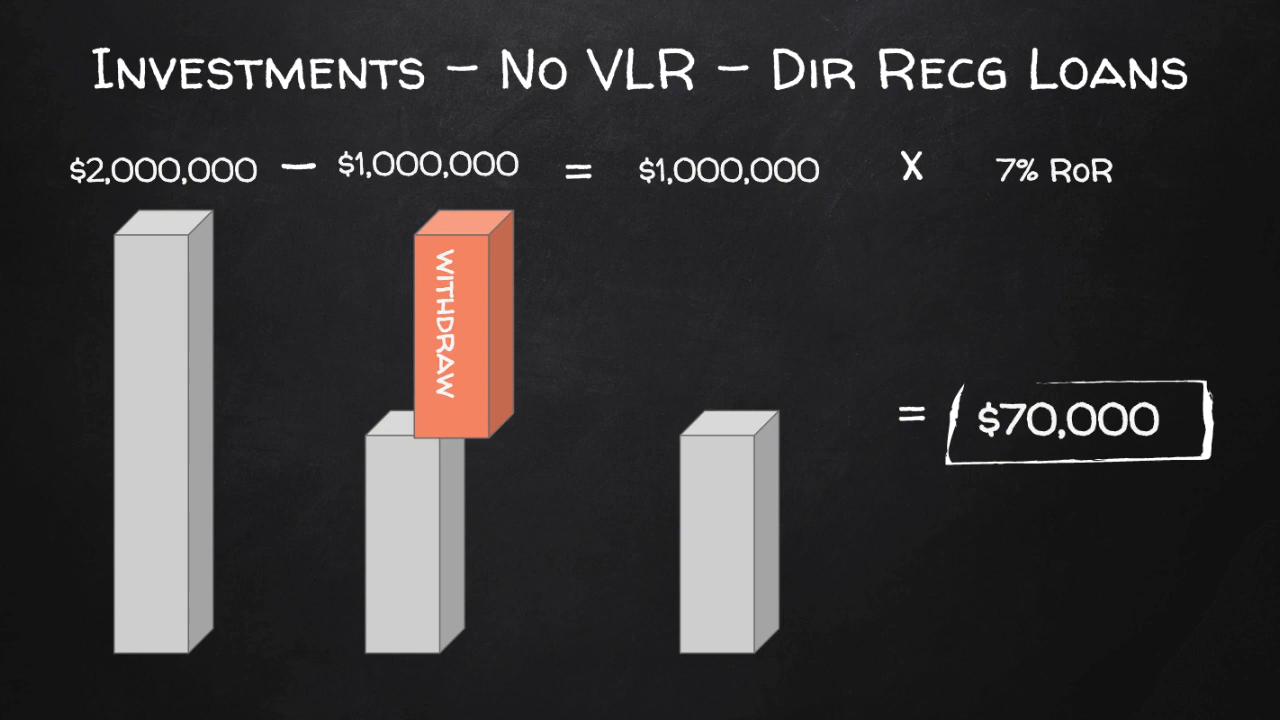 Investments – No VLR – Dir Recg Loans
$2,000,000 – $1,000,000 = $1,000,000 X 7% RoR
WITHDRAW
= $70,000